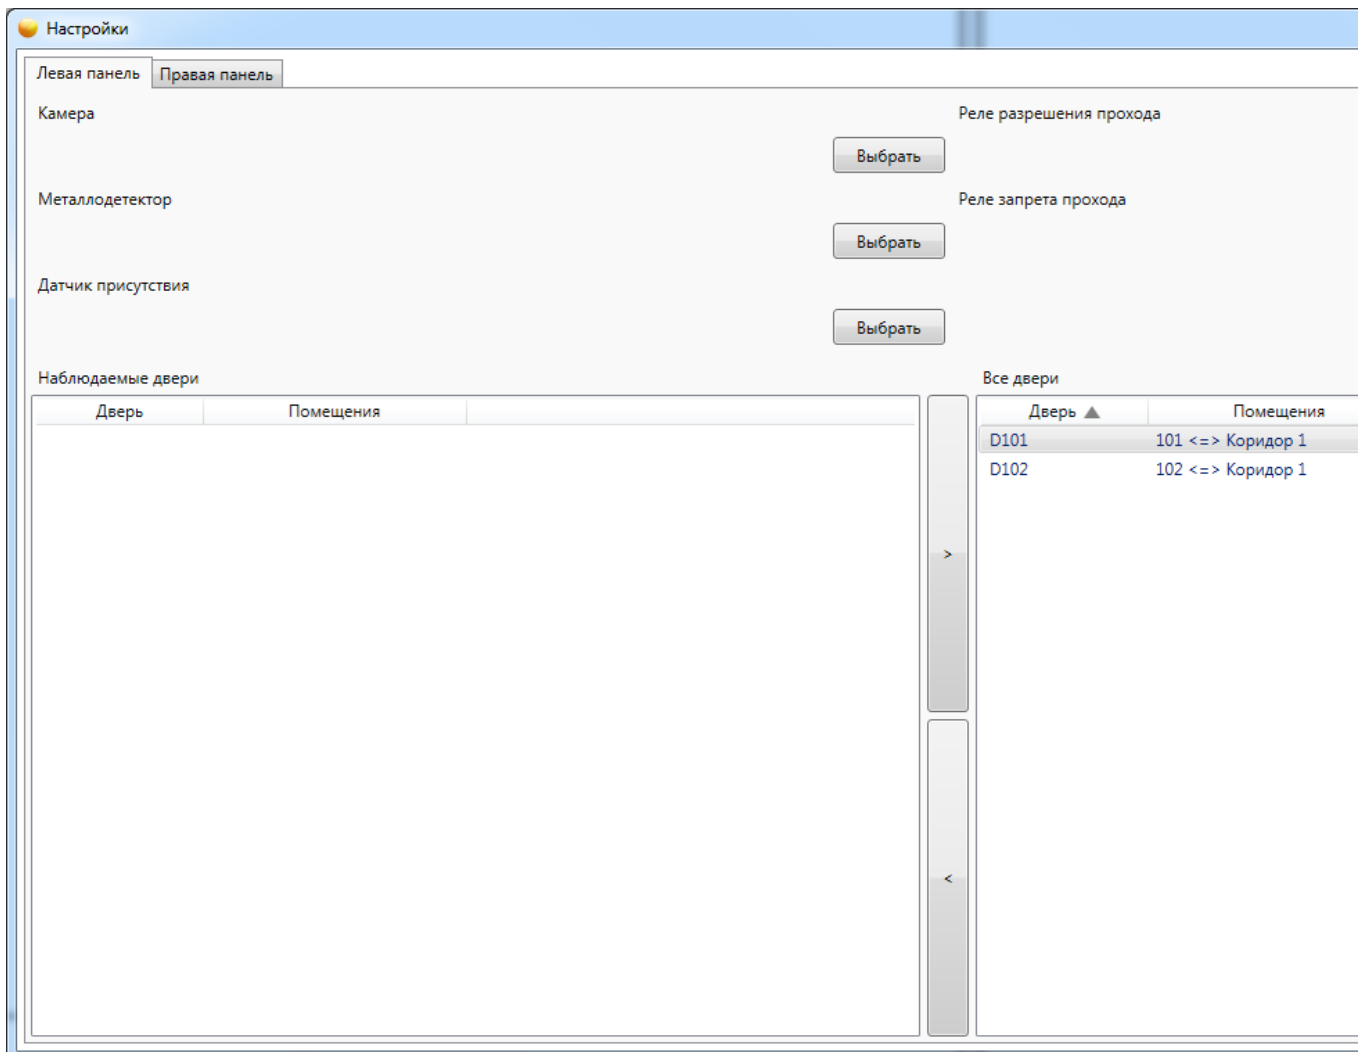 Настройки
Левая панель Правая панель
Камера Реле разрешения прохода
Выбрать
Металлодетектор Реле запрета прохода
Выбрать
Датчик присутствия
Выбрать
Наблюдаемые двери Все двери
Дверь Помещения Дверь ▲ Помещения
D101 101 <=> Коридор 1
D102 102 <=> Коридор 1
>
<